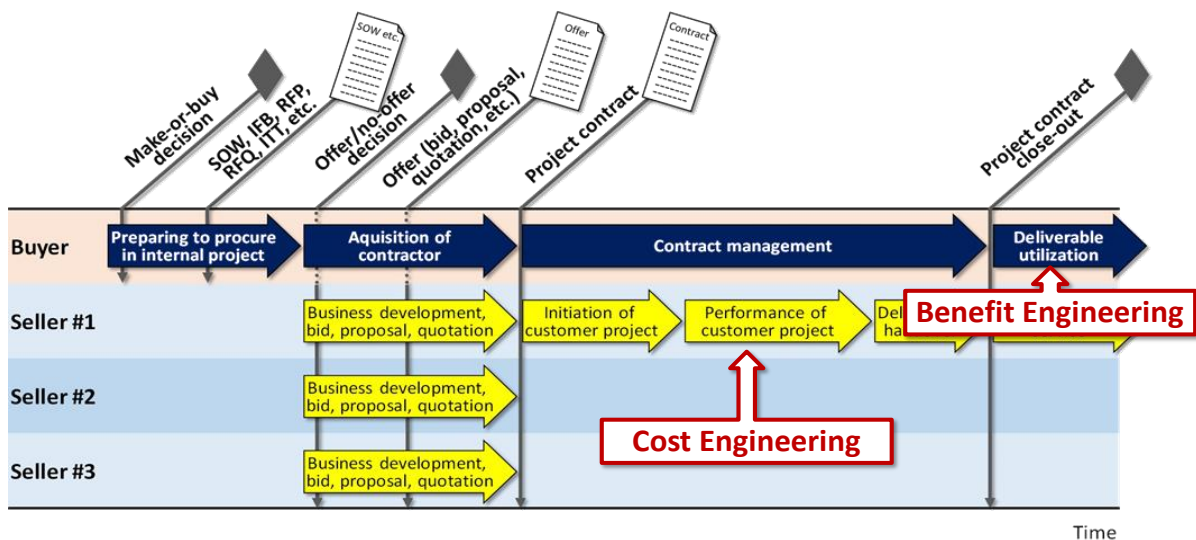 SOW etc.
Offer
Contract
Make-or-buy
decision
SOW, IFB, RFP,
RFQ, ITT, etc.
Offer/no-offer
decision
Offer (bid, proposal,
quotation, etc.)
Project contract
Project contract
close-out
Buyer
Preparing to procure
in internal project
Aquisition of
contractor
Contract management
Deliverable
utilization
Seller #1
Business development,
bid, proposal, quotation
Initiation of
customer project
Performance of
customer project
Benefit Engineering
Seller #2
Business development,
bid, proposal, quotation
Cost Engineering
Seller #3
Business development,
bid, proposal, quotation
Time